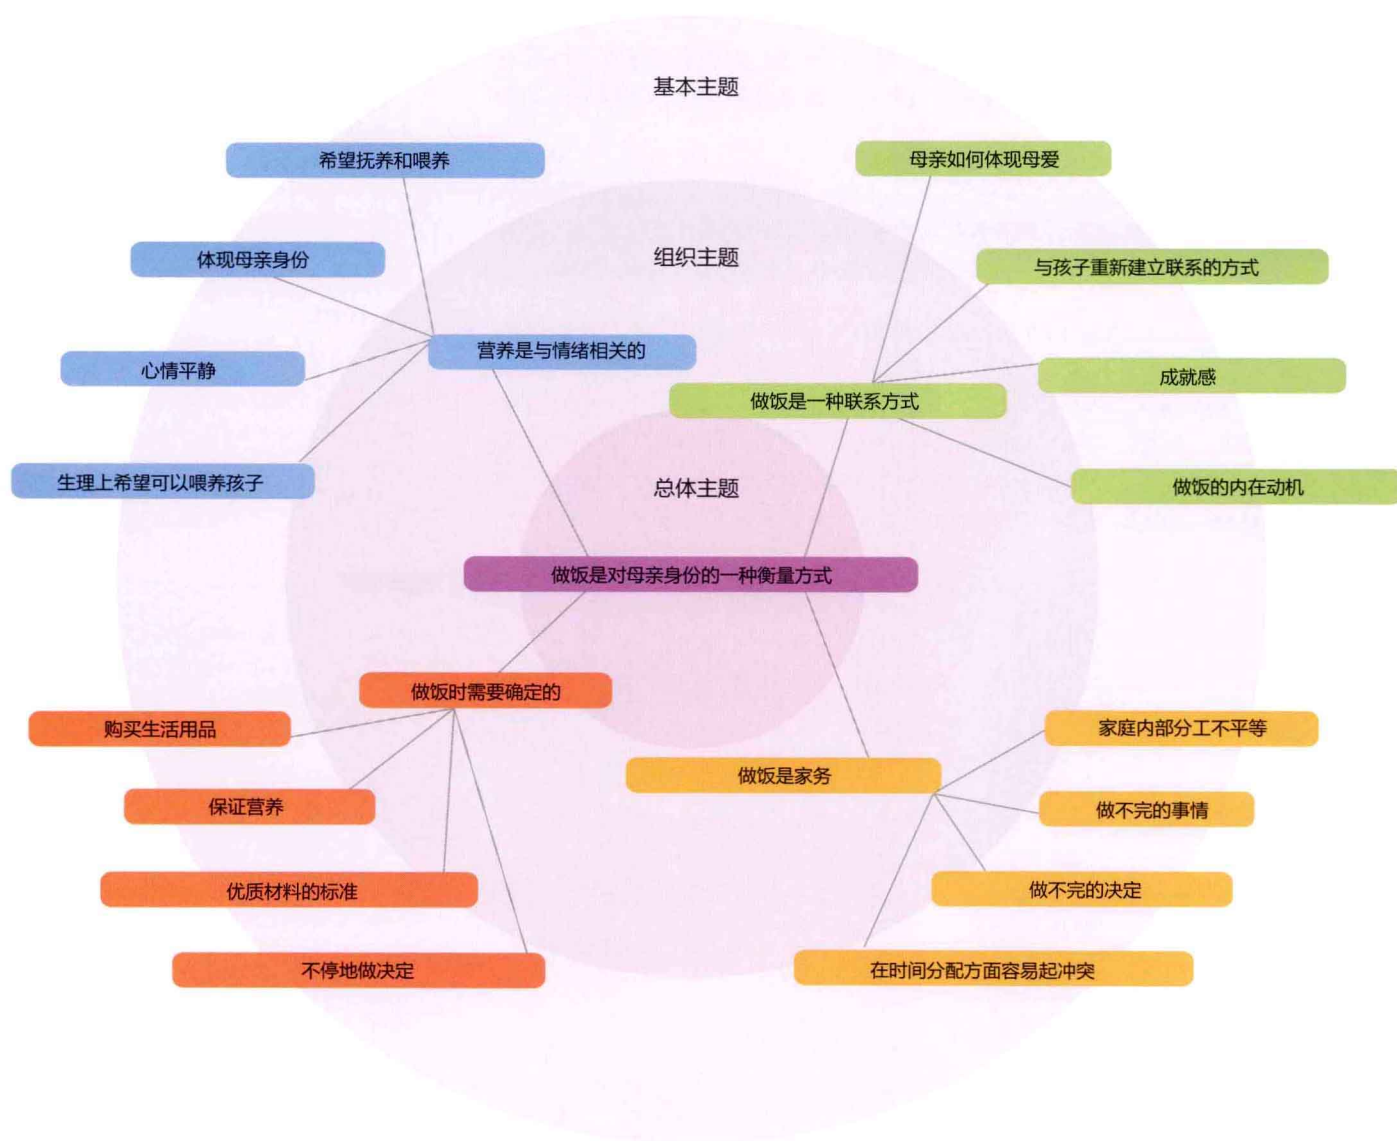 基本主题
希望抚养和喂养
母亲如何体现母爱
体现母亲身份
组织主题
与孩子重新建立联系的方式
营养是与情绪相关的
心情平静
成就感
做饭是一种联系方式
生理上希望可以喂养孩子
总体主题
做饭的内在动机
做饭是对母亲身份的一种衡量方式
做饭时需要确定的
购买生活用品
家庭内部分工不平等
做饭是家务
保证营养
做不完的事情
优质材料的标准
做不完的决定
不停地做决定
在时间分配方面容易起冲突